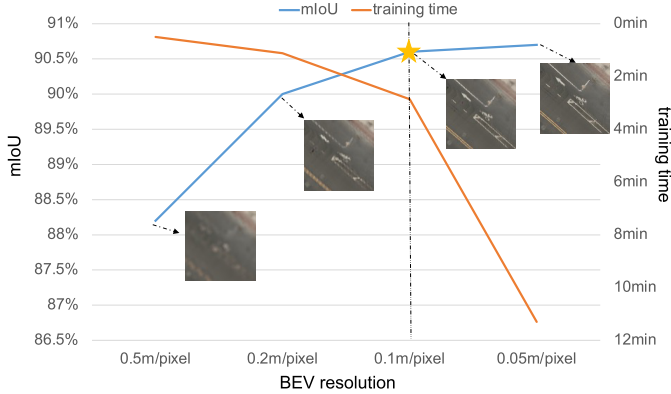 mIoU training time
91% 0min
90.5% 2min
90%
89.5% 4min
89%
88.5% 6min
88% 8min
87.5%
87% 10min
86.5% 12min
mIoU
training time
0.5m/pixel 0.2m/pixel 0.1m/pixel 0.05m/pixel
BEV resolution